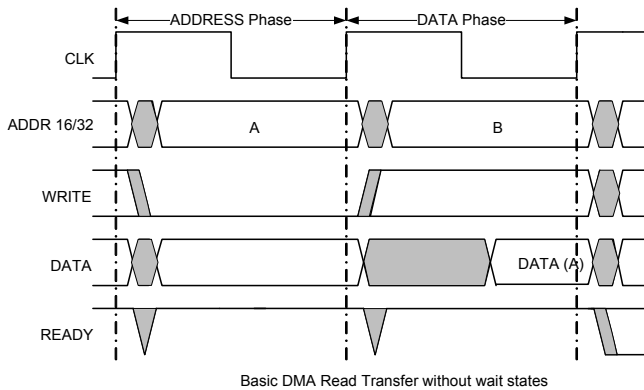 ADDRESS Phase DATA Phase
CLK
ADDR 16/32 A B
WRITE
DATA DATA (A)
READY
Basic DMA Read Transfer without wait states